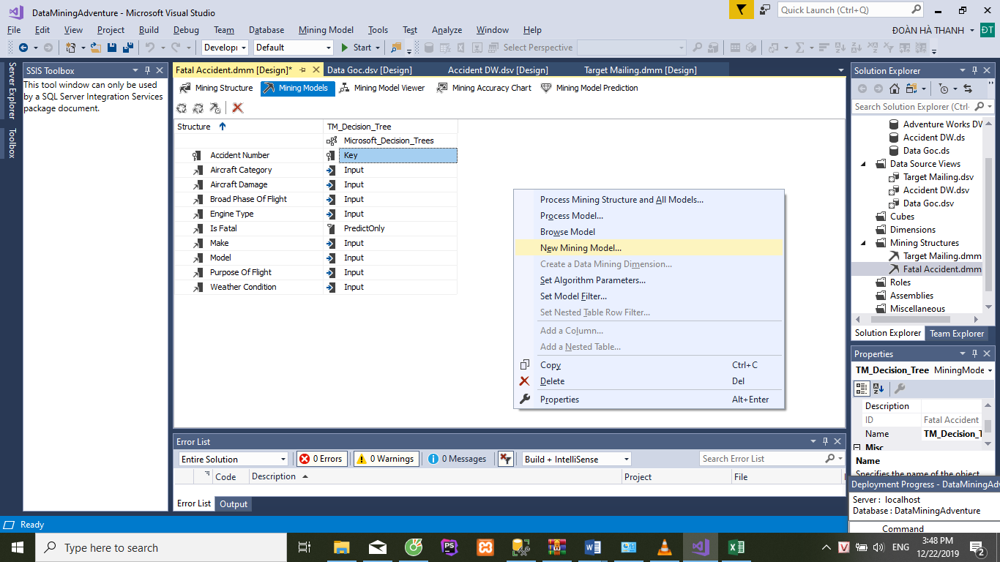 DataMiningAdventure - Microsoft Visual Studio
Quick Launch (Ctrl+Q)
File Edit View Project Build Debug Team Database Mining Model Tools Test Analyze Window Help
ĐOÀN HÀ THANH ĐT
Develop Default Start Select Perspective
Server Explorer
Toolbox
SSIS Toolbox
This tool window can only be used
by a SQL Server Integration Services
package document.
Fatal Accident.dmm [Design]* Data Goc.dsv [Design] Accident DW.dsv [Design] Target Mailing.dmm [Design]
Mining Structure Mining Models Mining Model Viewer Mining Accuracy Chart Mining Model Prediction
Structure TM_Decision_Tree
Microsoft_Decision_Trees
Accident Number Key
Aircraft Category Input
Aircraft Damage Input
Broad Phase Of Flight Input
Engine Type Input
Is Fatal PredictOnly
Make Input
Model Input
Purpose Of Flight Input
Weather Condition Input
Process Mining Structure and All Models...
Process Model...
Browse Model
New Mining Model...
Create a Data Mining Dimension...
Set Algorithm Parameters...
Set Model Filter...
Set Nested Table Row Filter...
Add a Column...
Add a Nested Table...
Copy Ctrl+C
Delete Del
Properties Alt+Enter
Error List
Entire Solution 0 Errors 0 Warnings 0 Messages Build + IntelliSense Search Error List
Code Description Project File
Error List Output
Solution Explorer
Search Solution Explorer (Ctrl+
Adventure Works DW
Accident DW.ds
Data Goc.ds
Data Source Views
Target Mailing.dsv
Accident DW.dsv
Data Goc.dsv
Cubes
Dimensions
Mining Structures
Target Mailing.dmm
Fatal Accident.dmm
Roles
Assemblies
Miscellaneous
Solution Explorer Team Explorer
Properties
TM_Decision_Tree MiningMode
Description
ID Fatal Accident
Name TM_Decision_T
Misc
Name
Specifies the name of the object
Deployment Progress - DataMiningAdv
Server : localhost
Database : DataMiningAdventure
Command
Ready
Type here to search
PS
ENG
3:48 PM
12/22/2019
2